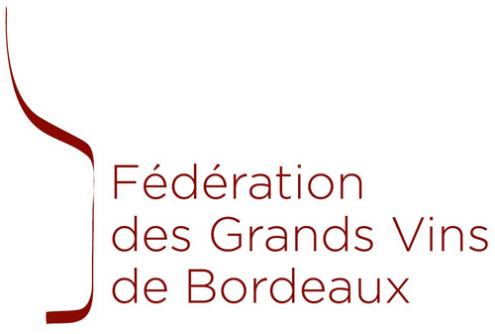 Fédération
des Grands Vins
de Bordeaux